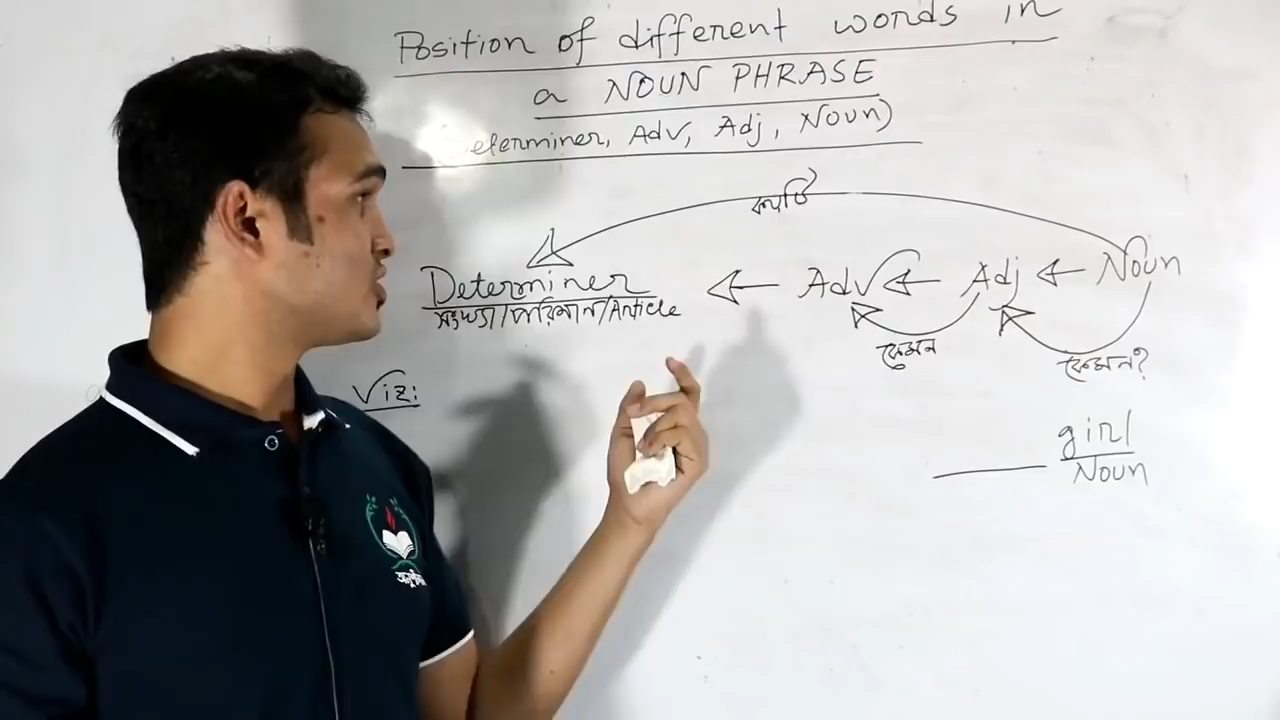 Position of different words in
a NOUN PHRASE
eterminer, Adv, Adj, Noun)
কয়টি
Determiner ← Adv ← Adj ← Noun
সংখ্যা/পরিমান/Article
কেমন
কেমন?
Viz:
girl
Noun